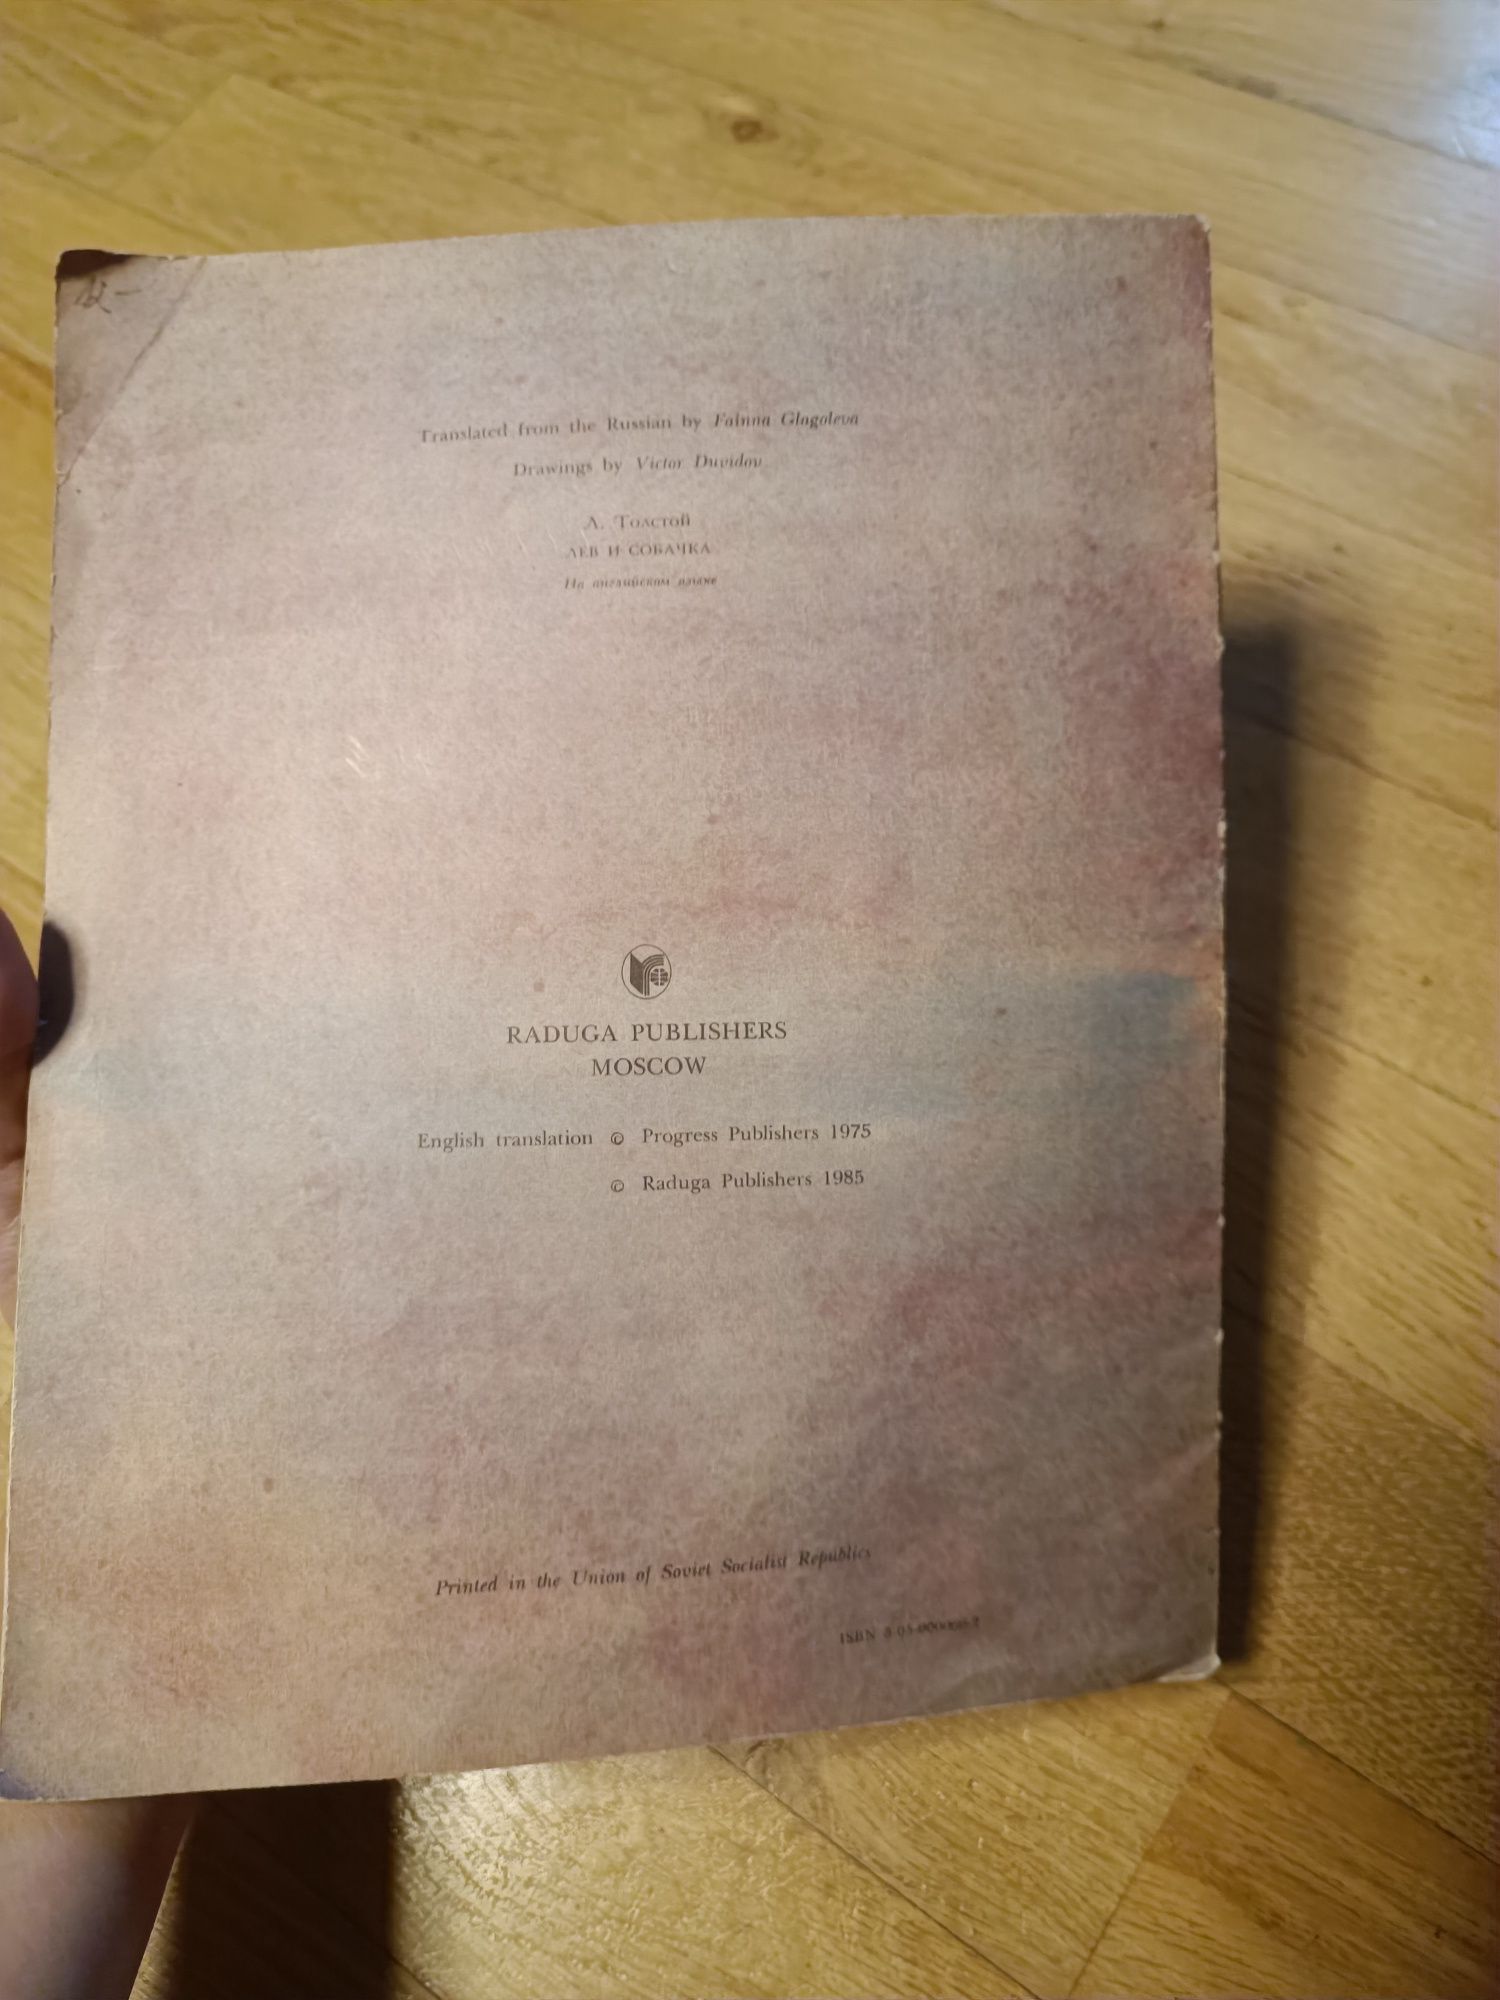 Translated from the Russian by Fainna Glagoleva
Drawings by Victor Duvidov
Л. Толстой
ЛЕВ И СОБАЧКА
На английском языке
RADUGA PUBLISHERS
MOSCOW
English translation © Progress Publishers 1975
© Raduga Publishers 1985
Printed in the Union of Soviet Socialist Republics
ISBN